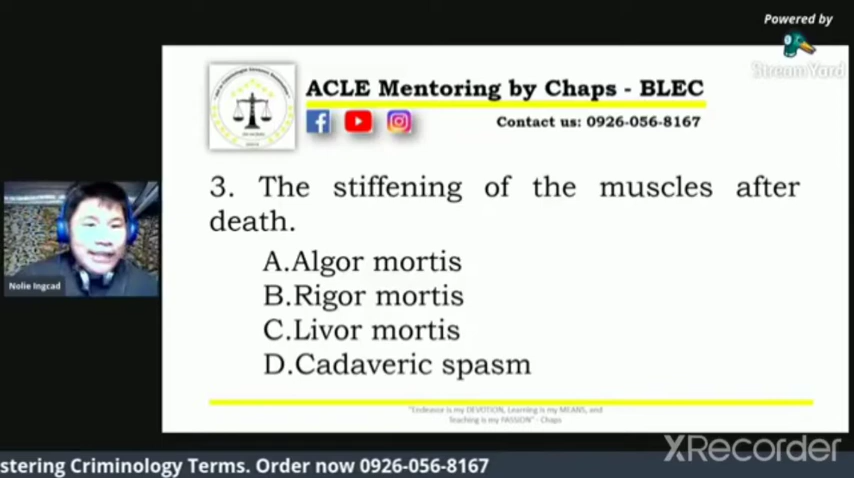 Powered by
StreamYard
ACLE Mentoring by Chaps - BLEC
Contact us: 0926-056-8167
3. The stiffening of the muscles after
death.
A.Algor mortis
B.Rigor mortis
C.Livor mortis
D.Cadaveric spasm
Nolie Ingcad
"Endeavor is my DEVOTION, Learning is my MEANS, and
Teaching is my PASSION" - Chaps
XRecorder
stering Criminology Terms. Order now 0926-056-8167